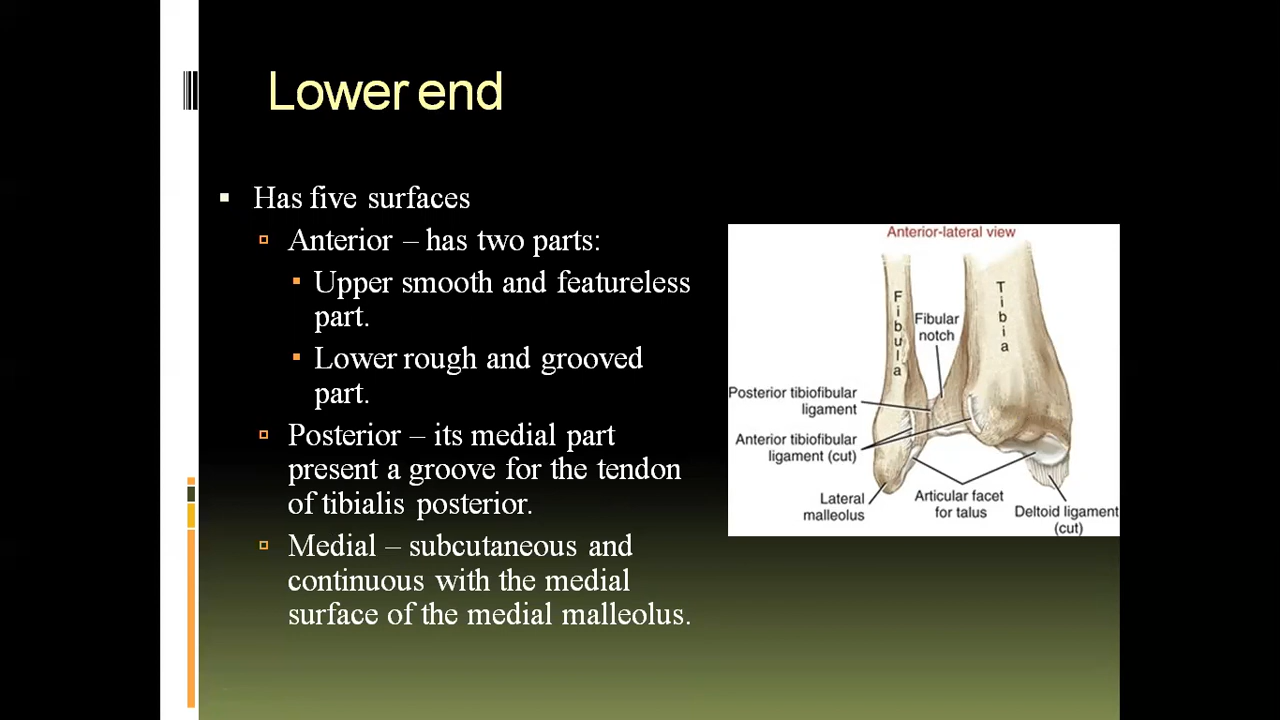 Lower end
Has five surfaces
Anterior – has two parts:
Upper smooth and featureless
part.
Lower rough and grooved
part.
Posterior – its medial part
present a groove for the tendon
of tibialis posterior.
Medial – subcutaneous and
continuous with the medial
surface of the medial malleolus.
Anterior-lateral view
Fibula
Tibia
Fibular
notch
Posterior tibiofibular
ligament
Anterior tibiofibular
ligament (cut)
Lateral
malleolus
Articular facet
for talus
Deltoid ligament
(cut)